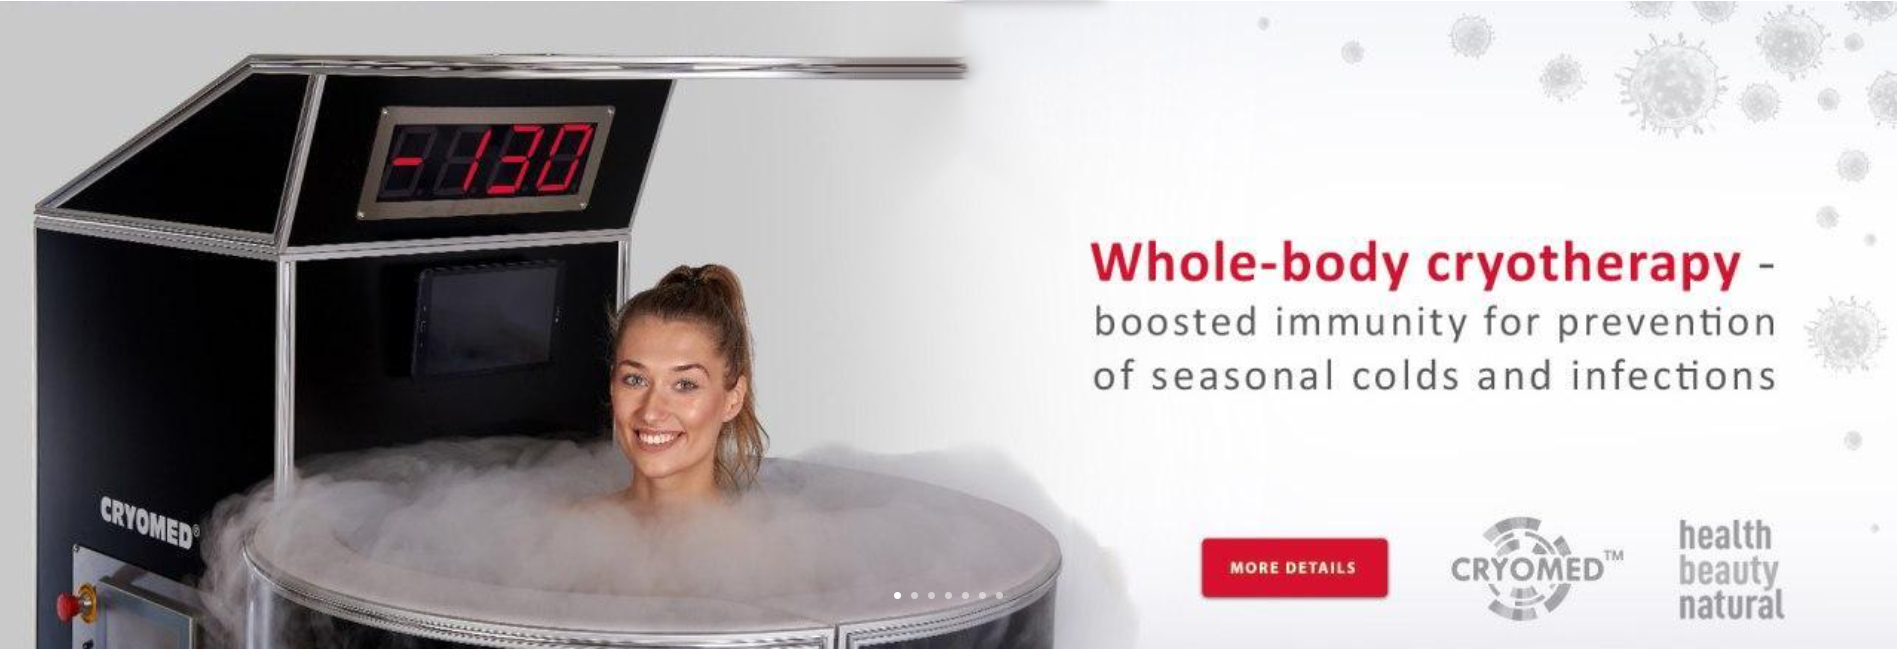 -130
Whole-body cryotherapy -
boosted immunity for prevention
of seasonal colds and infections
CRYOMED®
MORE DETAILS
CRYOMED™
health
beauty
natural